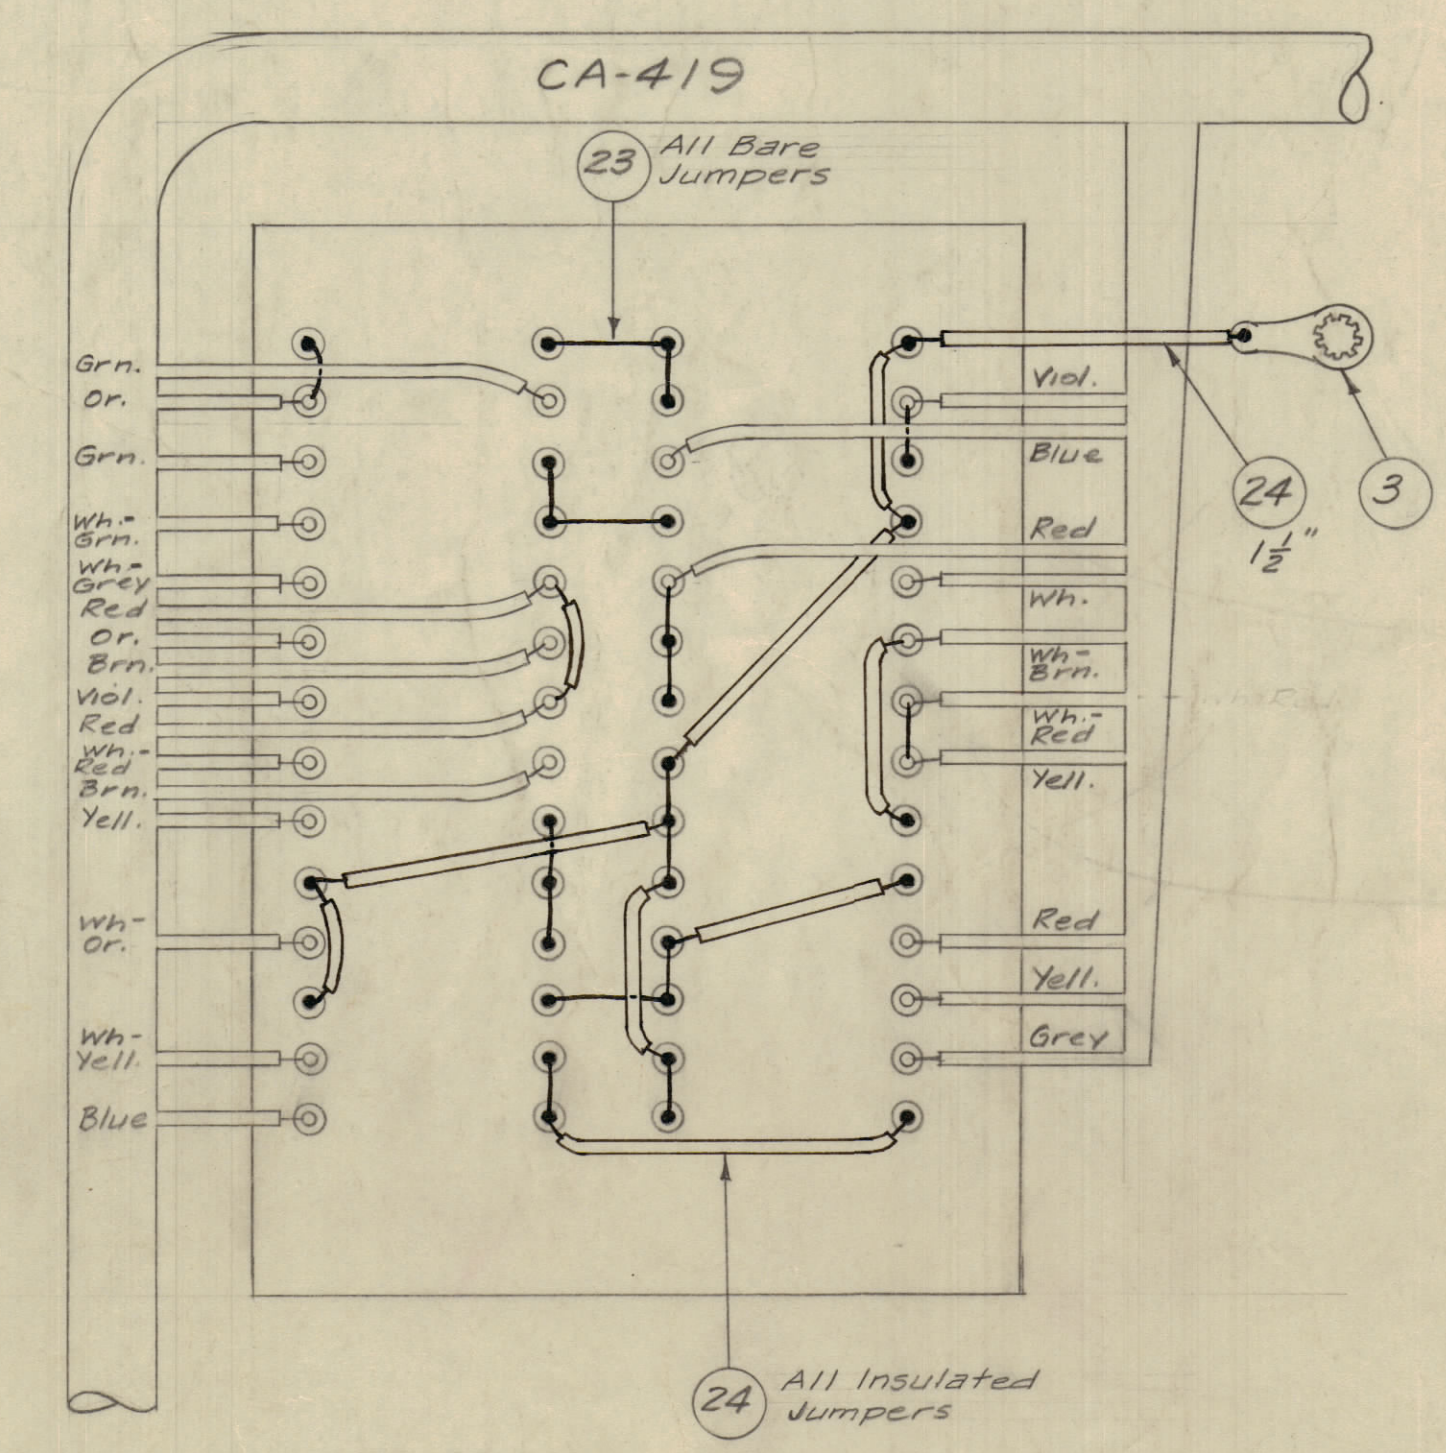 CA-419
23 All Bare
Jumpers
Grn.
Or.
Grn.
Wh.-
Grn.
Wh.-
Grey
Red
Or.
Brn.
Viol.
Red
Wh.-
Red
Brn.
Yell.
Wh-
Or.
Wh-
Yell.
Blue
Viol.
Blue
Red
Wh.
Wh-
Brn.
Wh.-
Red
Yell.
Red
Yell.
Grey
24
1½"
3
24 All Insulated
Jumpers